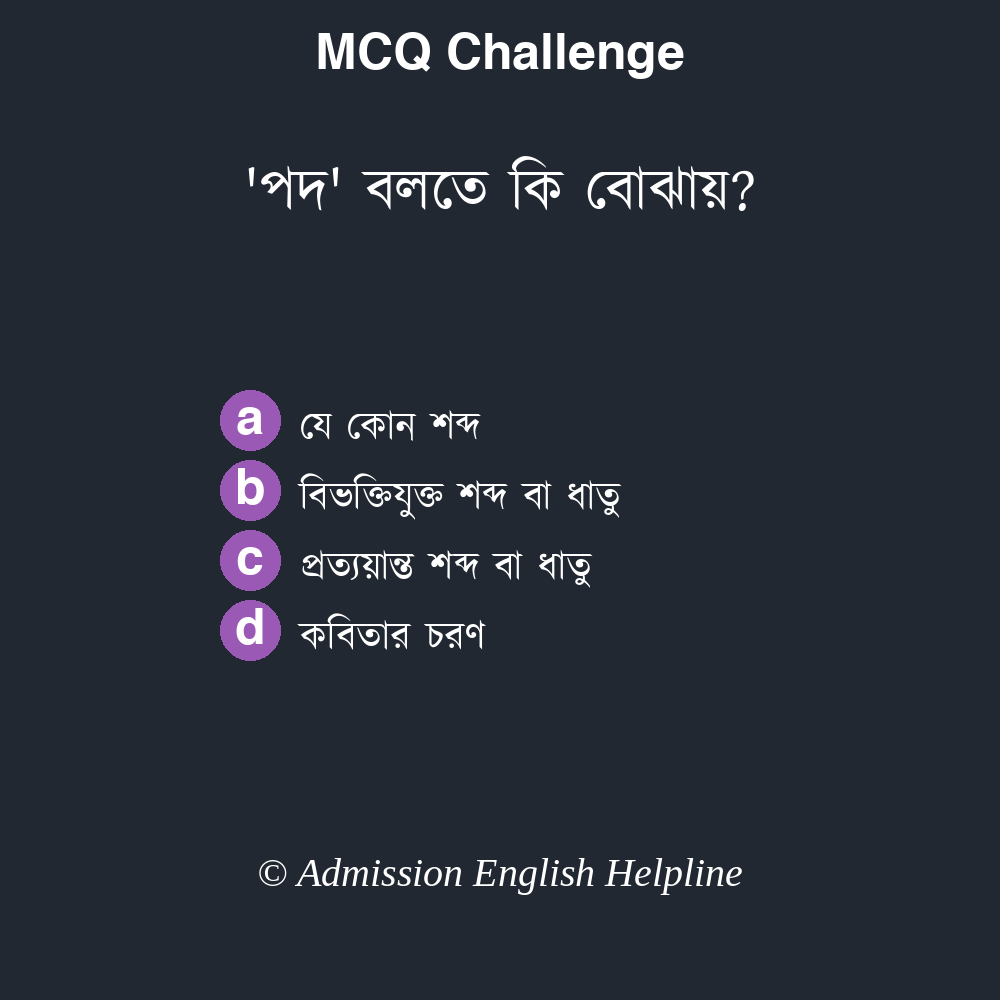 MCQ Challenge
'পদ' বলতে কি বোঝায়?
a যে কোন শব্দ
b বিভক্তিযুক্ত শব্দ বা ধাতু
c প্রত্যয়ান্ত শব্দ বা ধাতু
d কবিতার চরণ
© Admission English Helpline